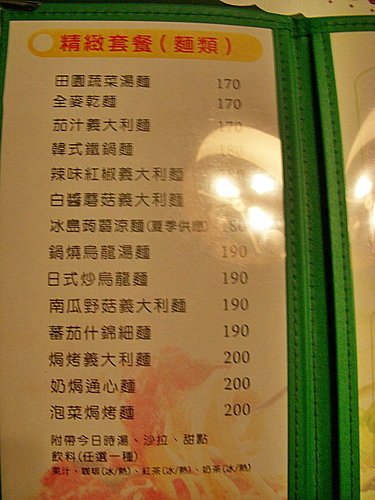 精緻套餐(麵類)
田園蔬菜湯麵 170
全麥乾麵 170
茄汁義大利麵 170
韓式鐵鍋麵 180
辣味紅椒義大利麵
白醬蘑菇義大利麵
冰島蒟蒻涼麵(夏季供應) 180
鍋燒烏龍湯麵 190
日式炒烏龍麵 190
南瓜野菇義大利麵 190
蕃茄什錦細麵 190
焗烤義大利麵 200
奶焗通心麵 200
泡菜焗烤麵 200
附帶今日時湯、沙拉、甜點
飲料(任選一種)
果汁、咖啡(冰/熱)、紅茶(冰/熱)、奶茶(冰/熱)